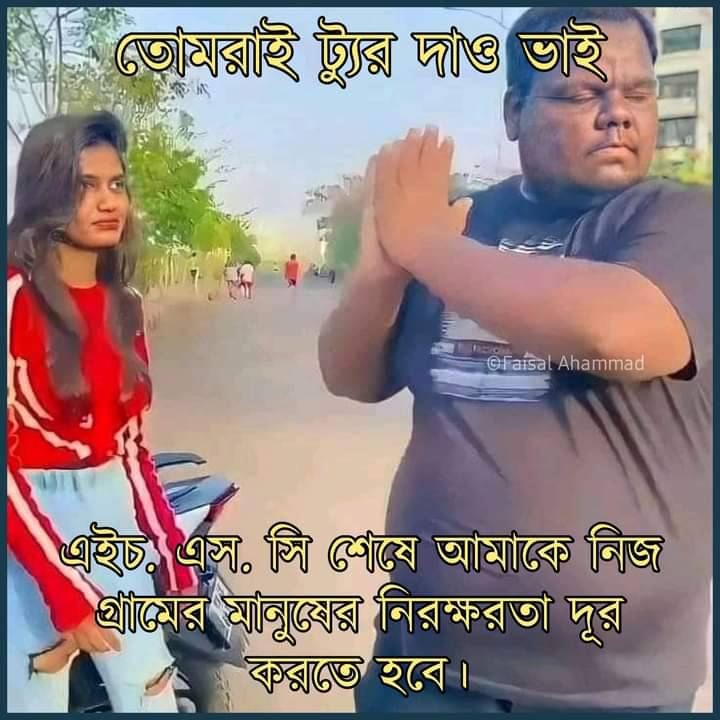 তোমরাই ট্যুর দাও ভাই
©Faisal Ahammad
এইচ. এস. সি শেষে আমাকে নিজ
গ্রামের মানুষের নিরক্ষরতা দূর
করতে হবে।